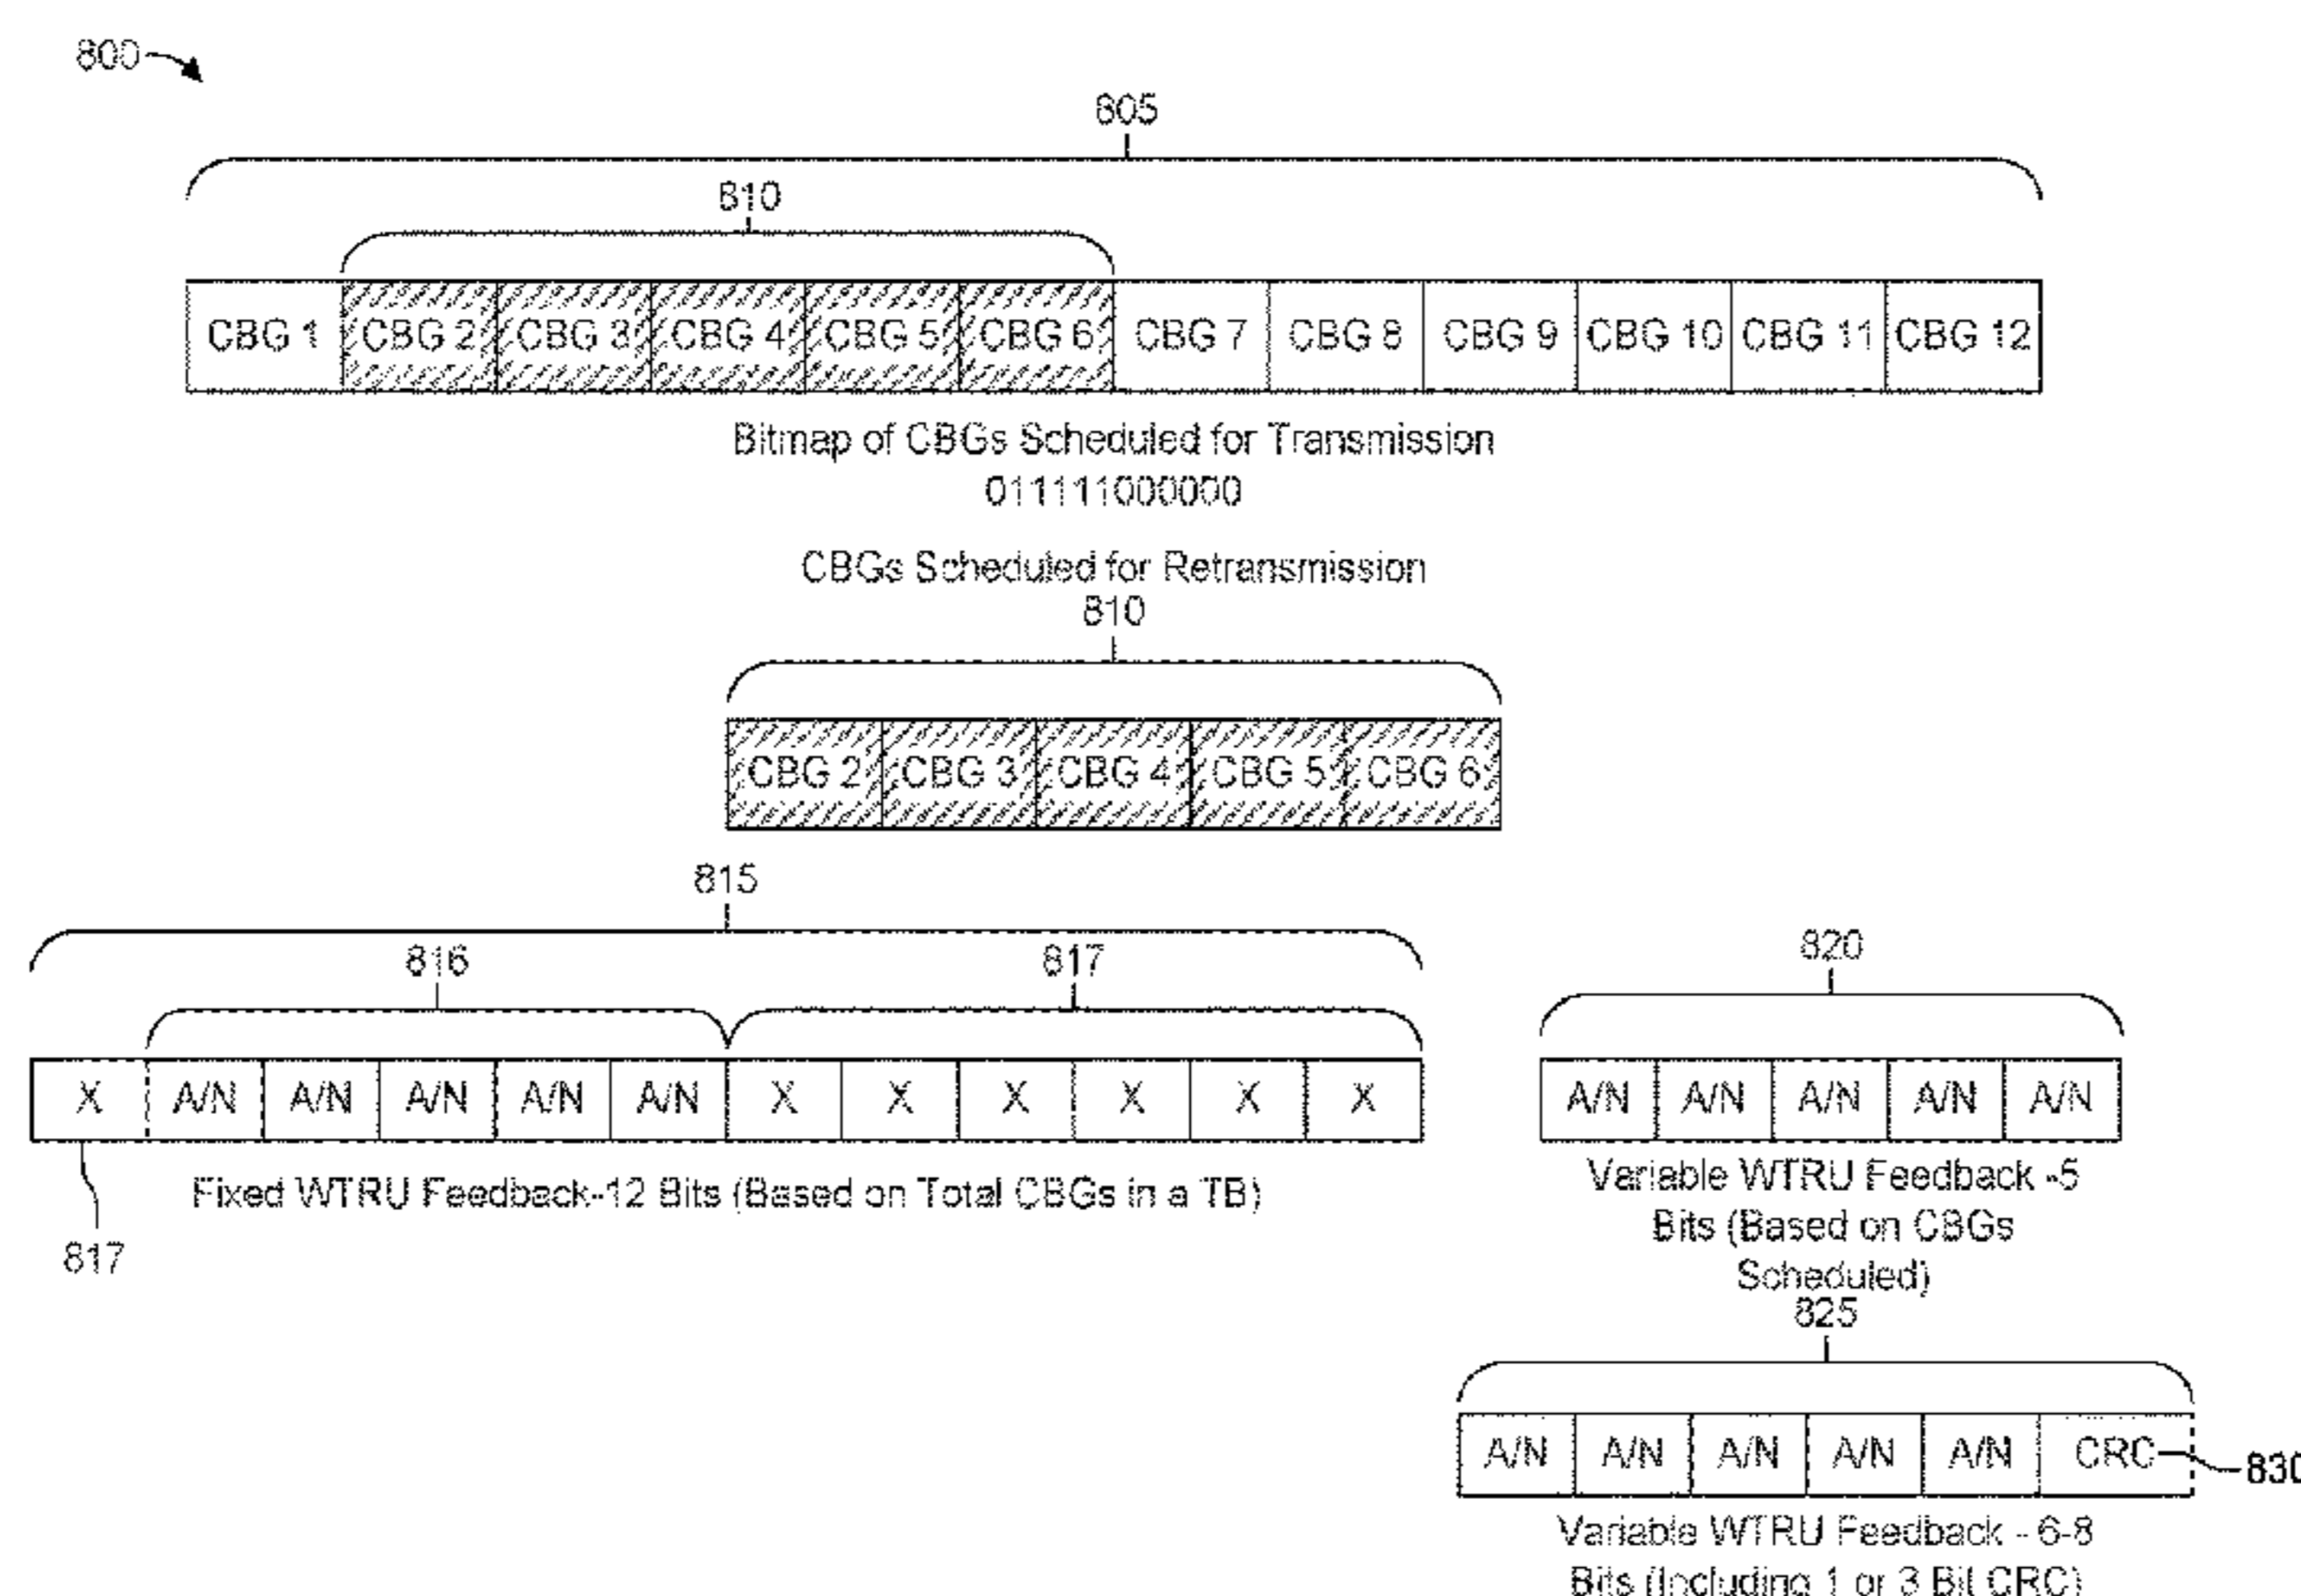 800
805
810
CBG 1 CBG 2 CBG 3 CBG 4 CBG 5 CBG 6 CBG 7 CBG 8 CBG 9 CBG 10 CBG 11 CBG 12
Bitmap of CBGs Scheduled for Transmission
011111000000
CBGs Scheduled for Retransmission
810
CBG 2 CBG 3 CBG 4 CBG 5 CBG 6
815
816 817
X A/N A/N A/N A/N A/N X X X X X X
Fixed WTRU Feedback-12 Bits (Based on Total CBGs in a TB)
817
820
A/N A/N A/N A/N A/N
Variable WTRU Feedback -5
Bits (Based on CBGs
Scheduled)
825
A/N A/N A/N A/N A/N CRC
830
Variable WTRU Feedback - 6-8
Bits (Including 1 or 3 Bit CRC)